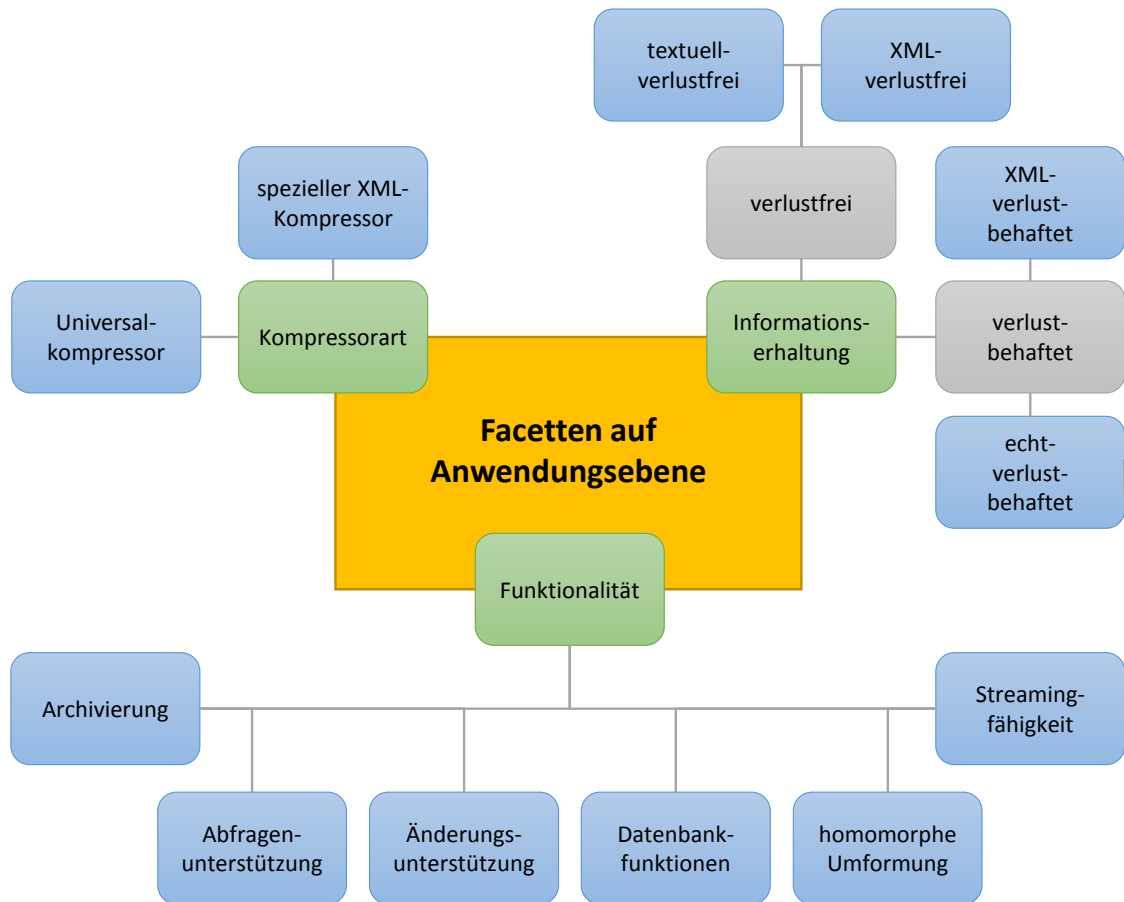 textuell-
verlustfrei
XML-
verlustfrei
spezieller XML-
Kompressor
verlustfrei
XML-
verlust-
behaftet
Universal-
kompressor
Kompressorart
Informations-
erhaltung
verlust-
behaftet
Facetten auf
Anwendungsebene
echt-
verlust-
behaftet
Funktionalität
Archivierung
Streaming-
fähigkeit
Abfragen-
unterstützung
Änderungs-
unterstützung
Datenbank-
funktionen
homomorphe
Umformung